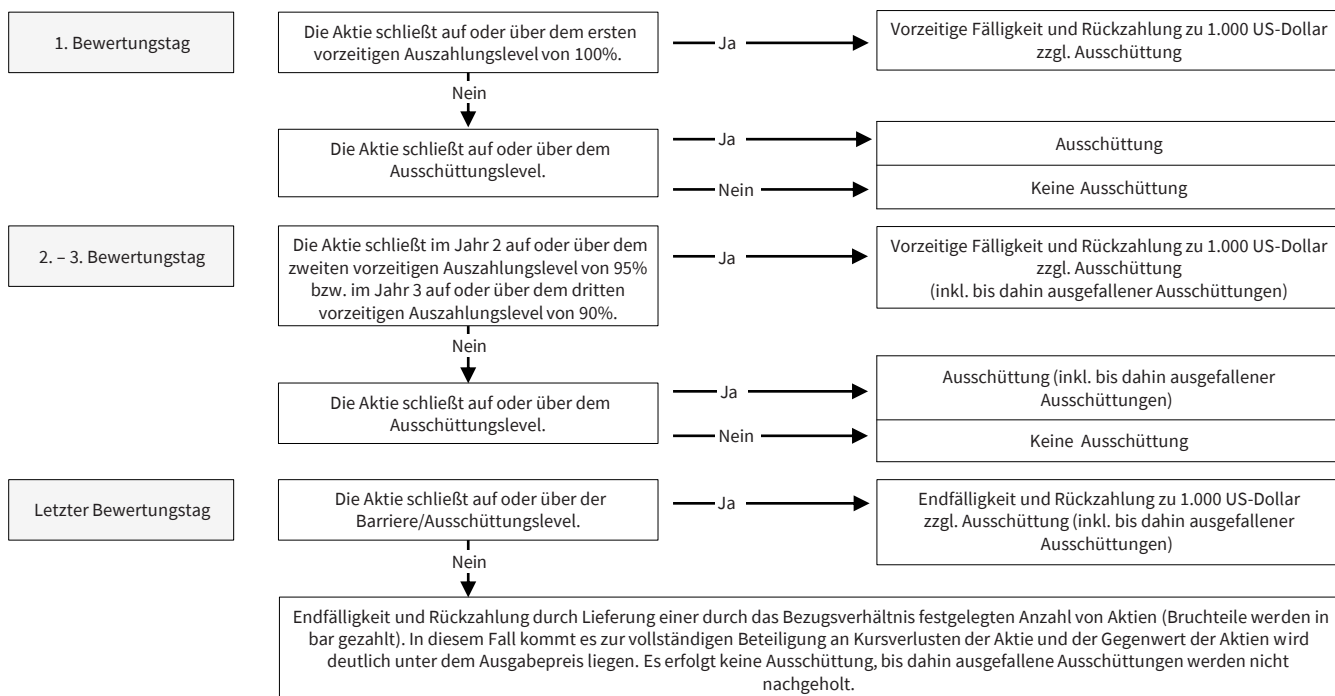 1. Bewertungstag
Die Aktie schließt auf oder über dem ersten
vorzeitigen Auszahlungslevel von 100%.
Ja
Vorzeitige Fälligkeit und Rückzahlung zu 1.000 US-Dollar
zzgl. Ausschüttung
Nein
Die Aktie schließt auf oder über dem
Ausschüttungslevel.
Ja
Ausschüttung
Nein
Keine Ausschüttung
2. – 3. Bewertungstag
Die Aktie schließt im Jahr 2 auf oder über dem
zweiten vorzeitigen Auszahlungslevel von 95%
bzw. im Jahr 3 auf oder über dem dritten
vorzeitigen Auszahlungslevel von 90%.
Ja
Vorzeitige Fälligkeit und Rückzahlung zu 1.000 US-Dollar
zzgl. Ausschüttung
(inkl. bis dahin ausgefallener Ausschüttungen)
Nein
Die Aktie schließt auf oder über dem
Ausschüttungslevel.
Ja
Ausschüttung (inkl. bis dahin ausgefallener
Ausschüttungen)
Nein
Keine Ausschüttung
Letzter Bewertungstag
Die Aktie schließt auf oder über der
Barriere/Ausschüttungslevel.
Ja
Endfälligkeit und Rückzahlung zu 1.000 US-Dollar
zzgl. Ausschüttung (inkl. bis dahin ausgefallener
Ausschüttungen)
Nein
Endfälligkeit und Rückzahlung durch Lieferung einer durch das Bezugsverhältnis festgelegten Anzahl von Aktien (Bruchteile werden in
bar gezahlt). In diesem Fall kommt es zur vollständigen Beteiligung an Kursverlusten der Aktie und der Gegenwert der Aktien wird
deutlich unter dem Ausgabepreis liegen. Es erfolgt keine Ausschüttung, bis dahin ausgefallene Ausschüttungen werden nicht
nachgeholt.